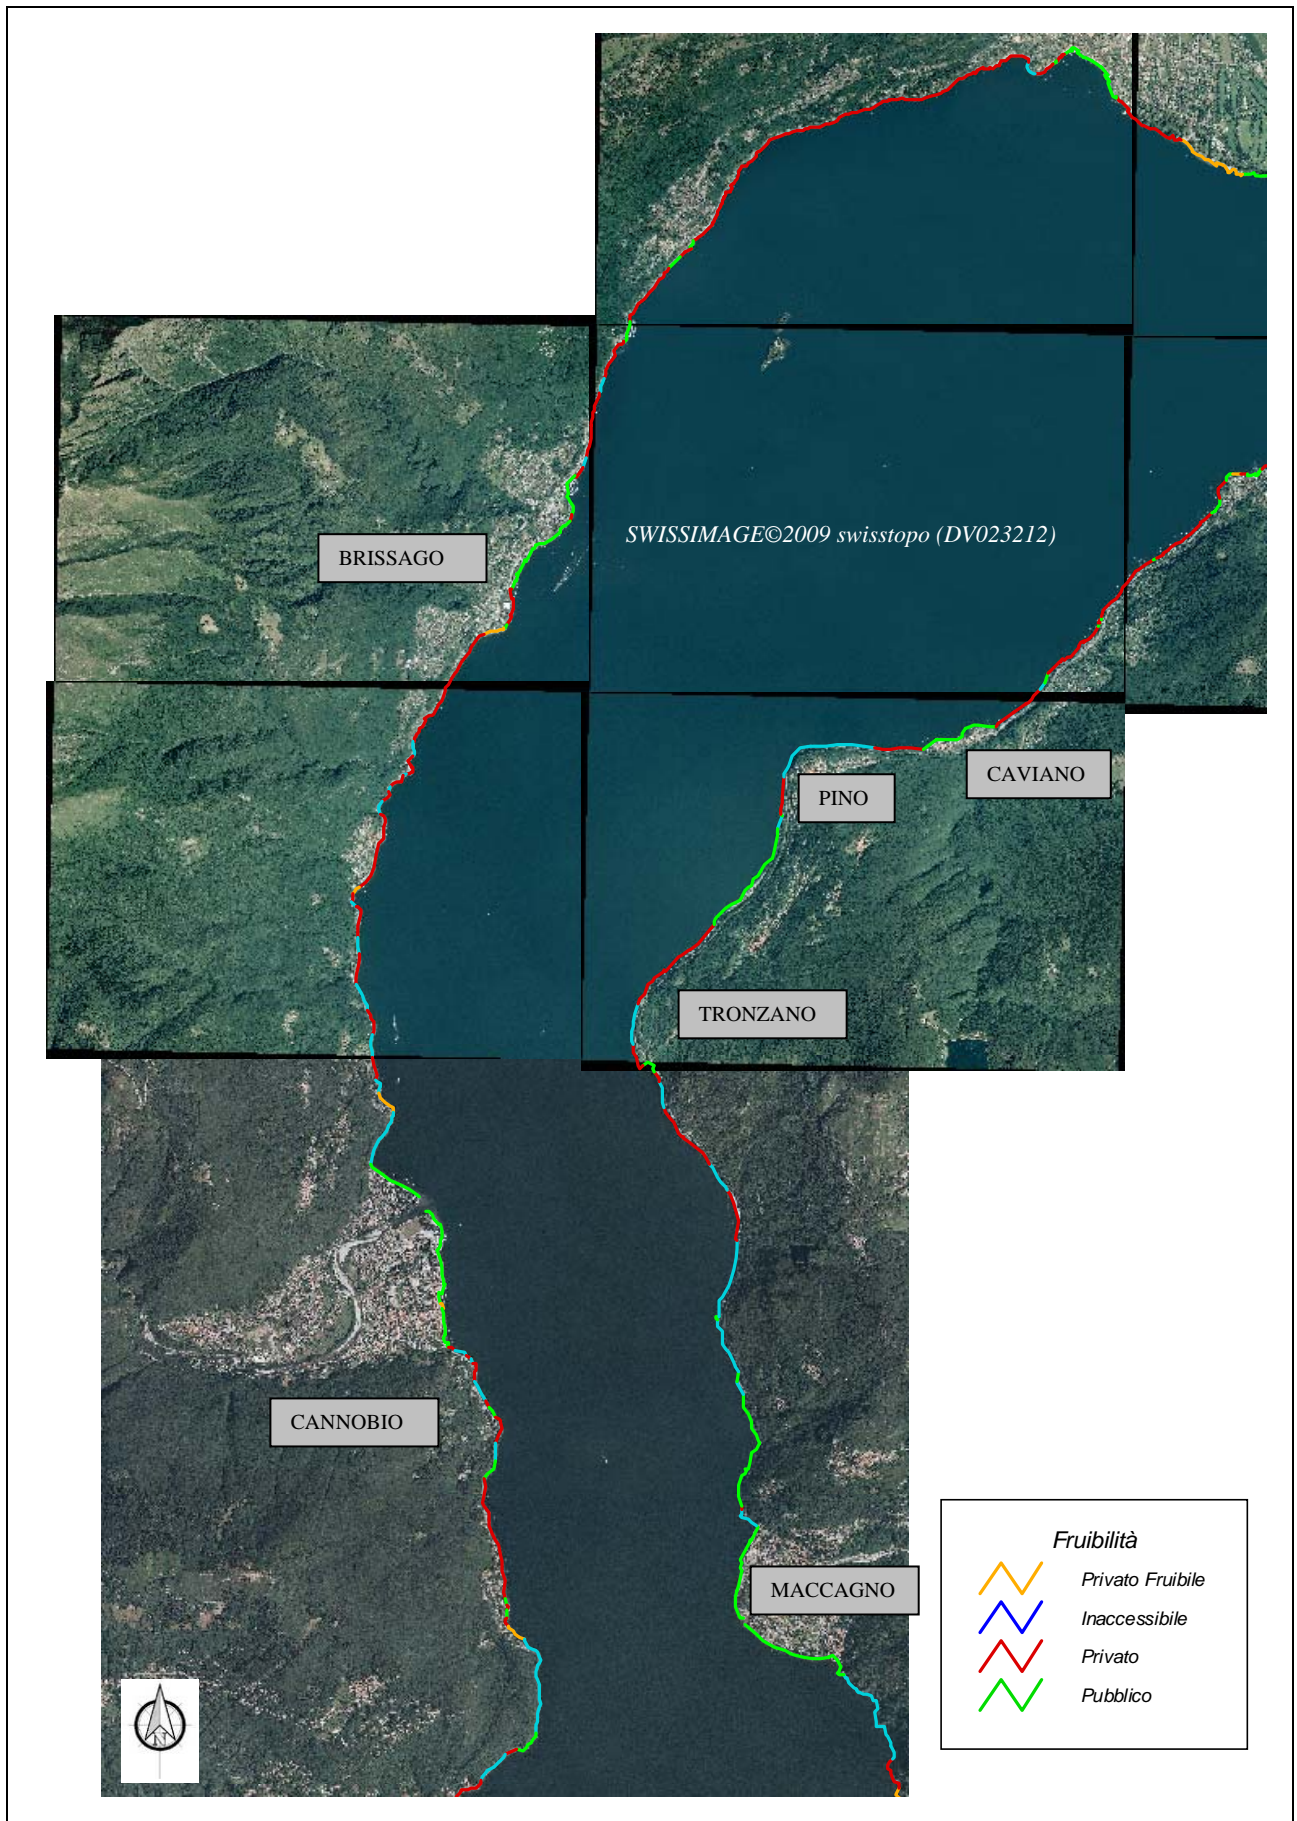 SWISSIMAGE©2009 swisstopo (DV023212)
BRISSAGO
CAVIANO
PINO
TRONZANO
CANNOBIO
MACCAGNO
Fruibilità
Privato Fruibile
Inaccessibile
Privato
Pubblico
N